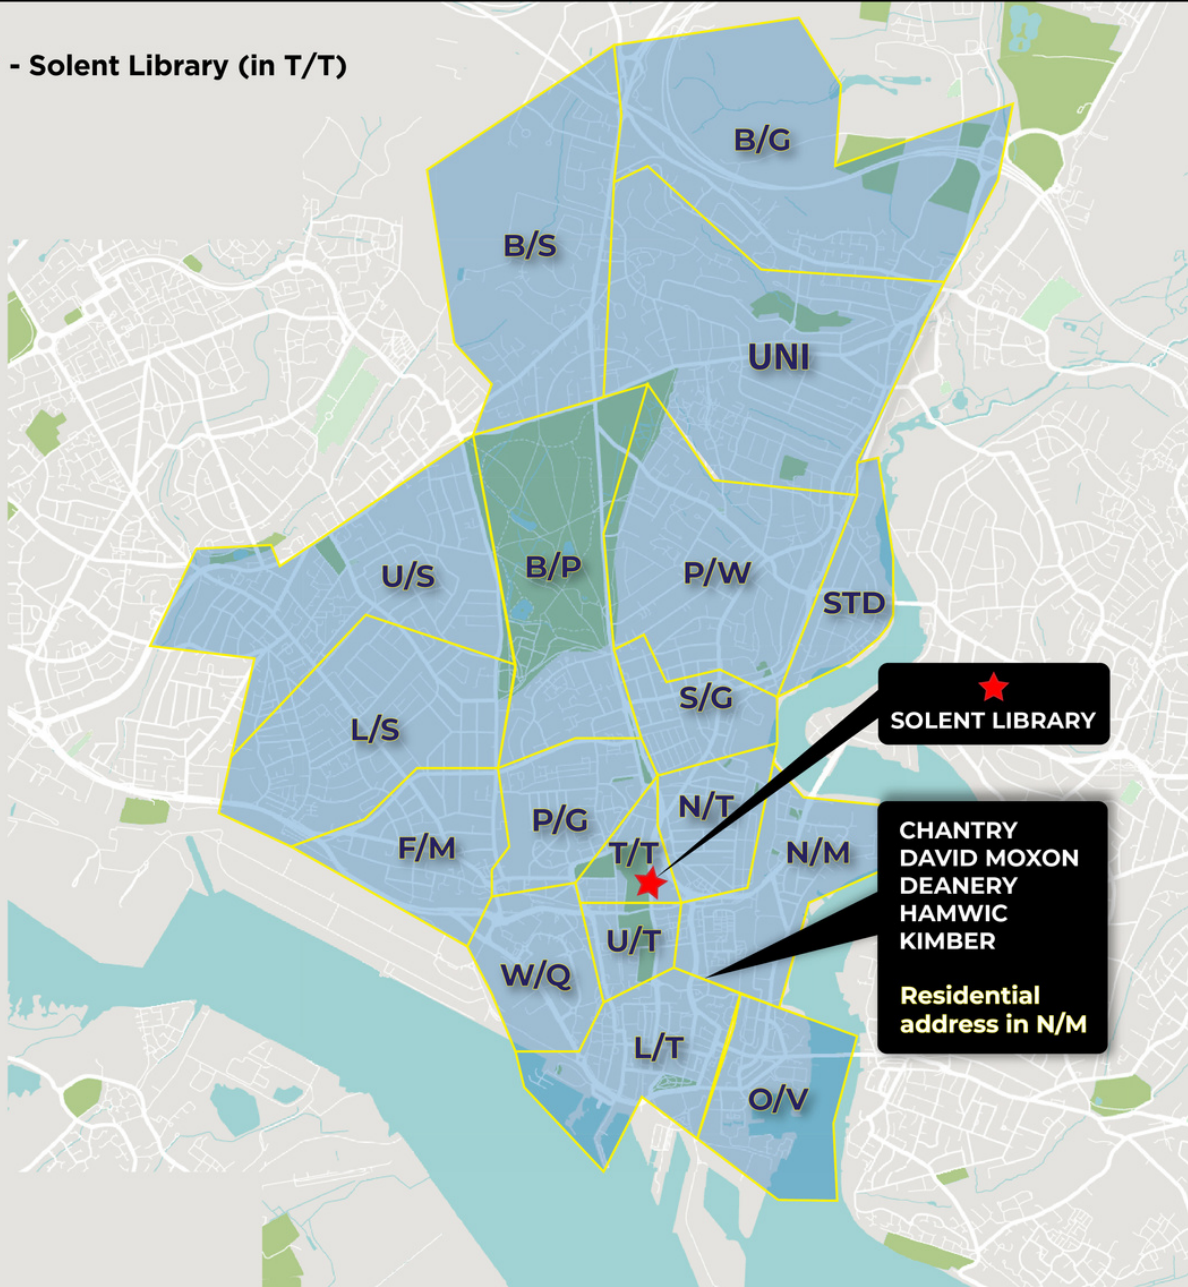 - Solent Library (in T/T)
B/G
B/S
UNI
B/P
U/S
P/W
STD
S/G
SOLENT LIBRARY
L/S
N/T
P/G
F/M
T/T
N/M
CHANTRY
DAVID MOXON
DEANERY
HAMWIC
KIMBER
Residential
address in N/M
U/T
W/Q
L/T
O/V